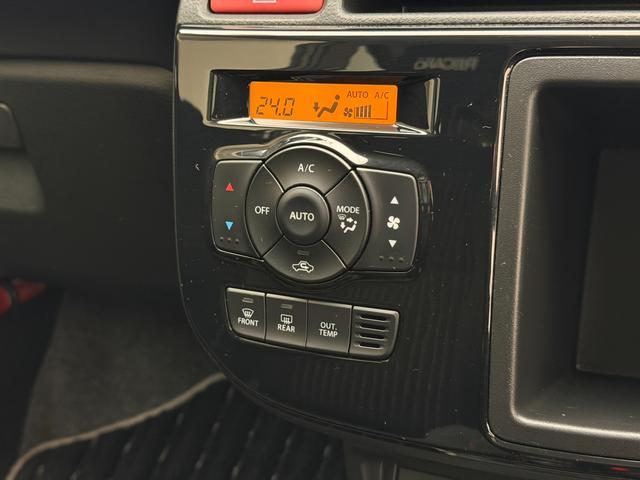 AUTO A/C
24.0
A/C
OFF
AUTO
MODE
FRONT
REAR
OUT.
TEMP